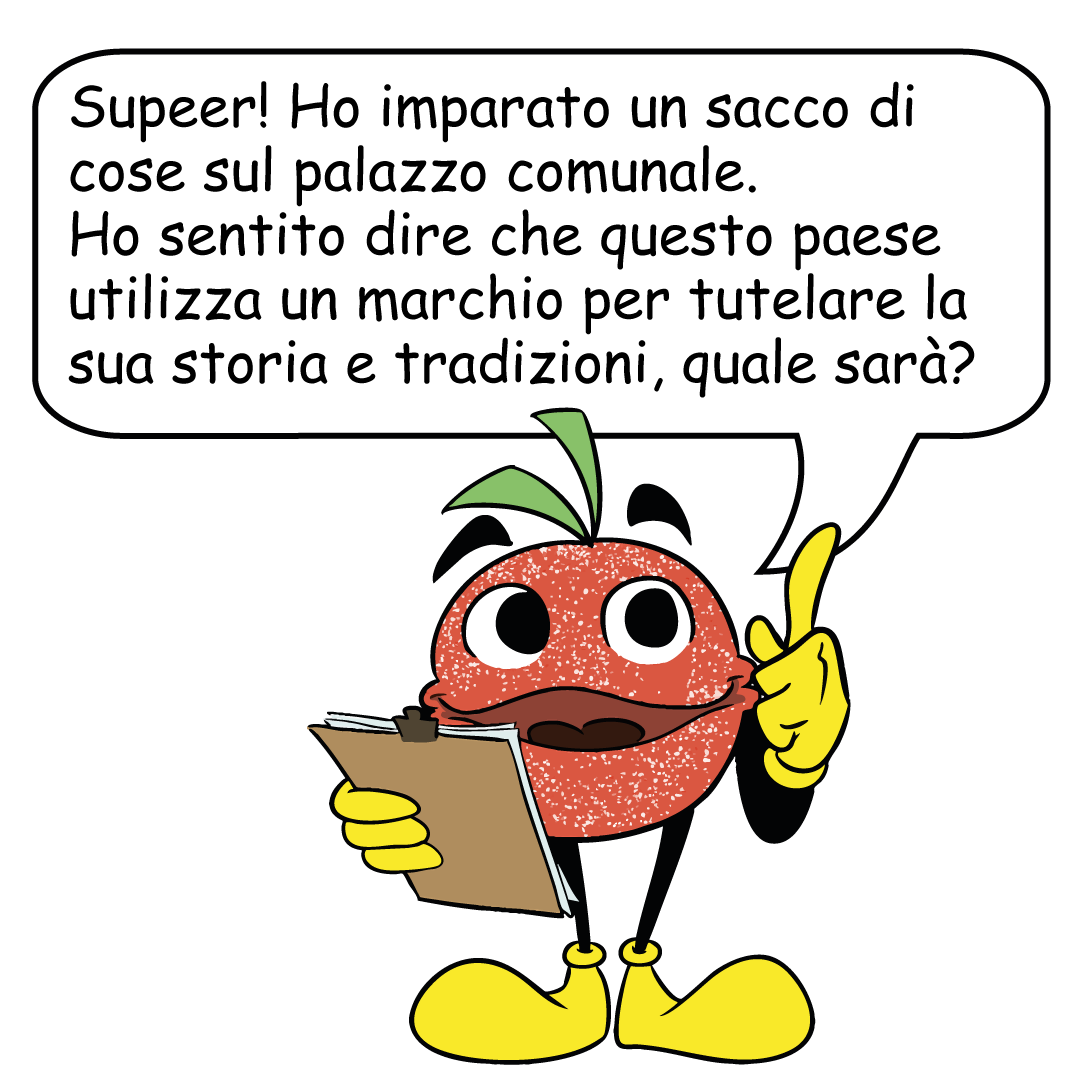 Supeer! Ho imparato un sacco di
cose sul palazzo comunale.
Ho sentito dire che questo paese
utilizza un marchio per tutelare la
sua storia e tradizioni, quale sarà?